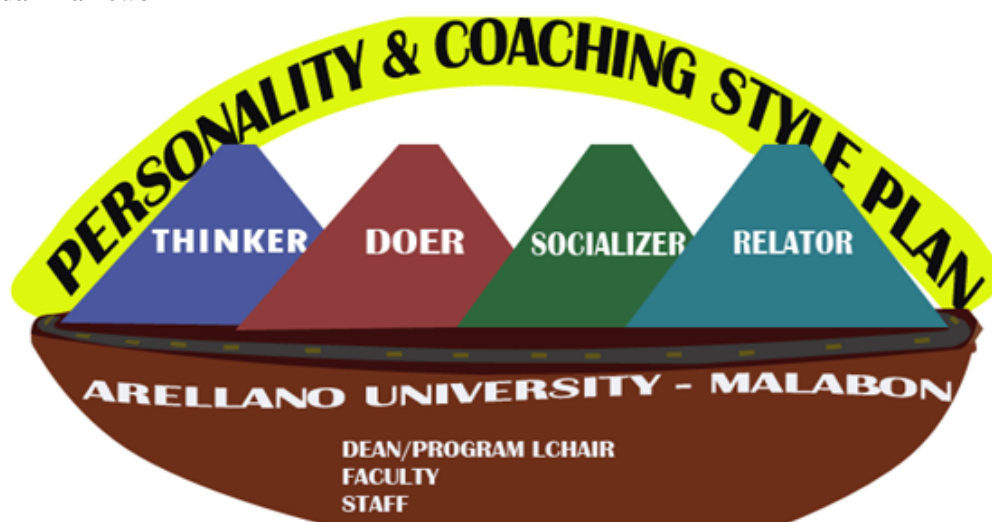 PERSONALITY & COACHING STYLE PLAN
THINKER
DOER
SOCIALIZER
RELATOR
ARELLANO UNIVERSITY - MALABON
DEAN/PROGRAM LCHAIR
FACULTY
STAFF